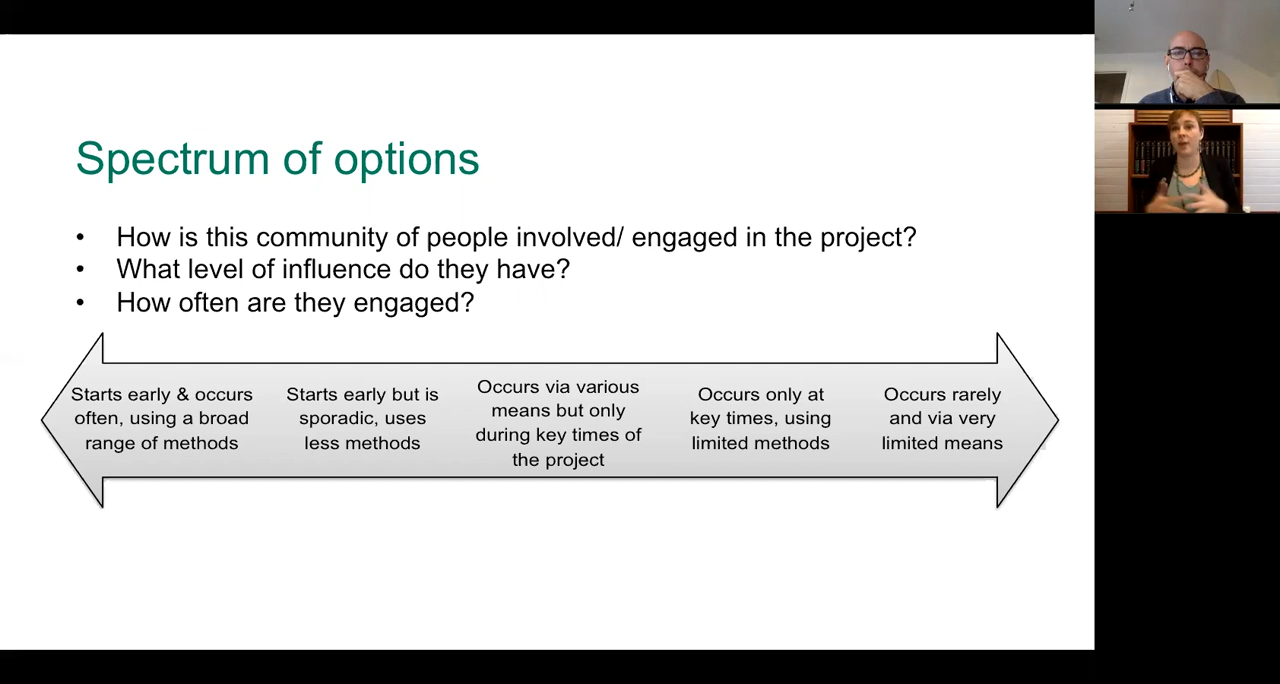 Spectrum of options
• How is this community of people involved/ engaged in the project?
• What level of influence do they have?
• How often are they engaged?
Starts early & occurs
often, using a broad
range of methods
Starts early but is
sporadic, uses
less methods
Occurs via various
means but only
during key times of
the project
Occurs only at
key times, using
limited methods
Occurs rarely
and via very
limited means